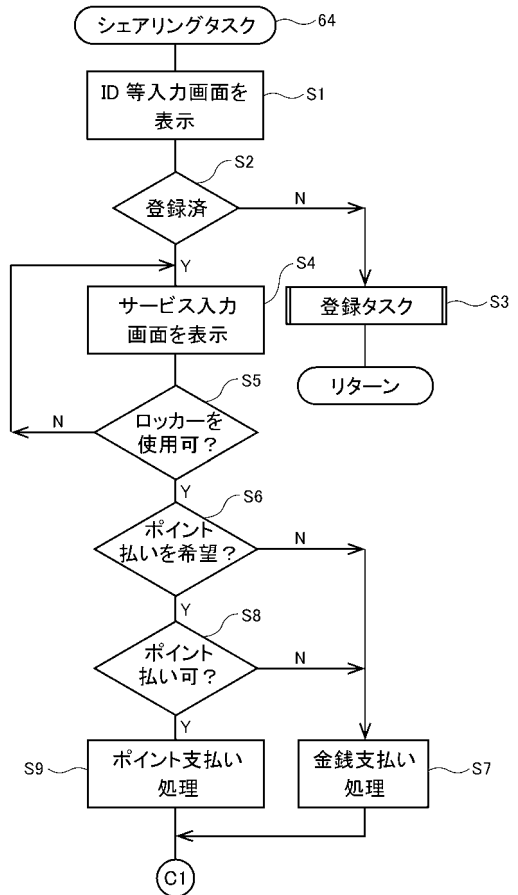 シェアリングタスク
64
ID 等入力画面を
表示
S1
S2
登録済
N
Y
S4
サービス入力
画面を表示
登録タスク
S3
リターン
S5
ロッカーを
使用可？
N
Y
S6
ポイント
払いを希望？
N
Y
S8
ポイント
払い可？
N
Y
S9
ポイント支払い
処理
金銭支払い
処理
S7
C1